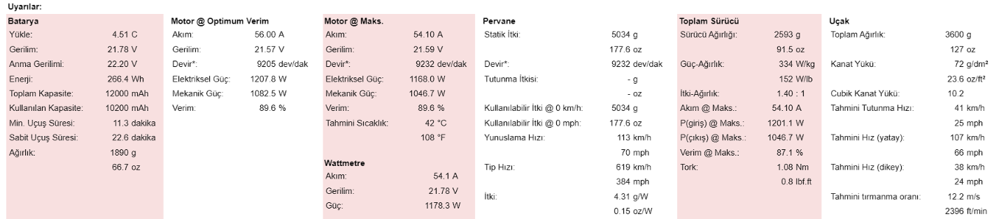 Uyarılar:
Batarya
Yükle: 4.51 C
Gerilim: 21.78 V
Anma Gerilimi: 22.20 V
Enerji: 266.4 Wh
Toplam Kapasite: 12000 mAh
Kullanılan Kapasite: 10200 mAh
Min. Uçuş Süresi: 11.3 dakika
Sabit Uçuş Süresi: 22.6 dakika
Ağırlık: 1890 g
66.7 oz
Motor @ Optimum Verim
Akım: 56.00 A
Gerilim: 21.57 V
Devir*: 9205 dev/dak
Elektriksel Güç: 1207.8 W
Mekanik Güç: 1082.5 W
Verim: 89.6 %
Motor @ Maks.
Akım: 54.10 A
Gerilim: 21.59 V
Devir*: 9232 dev/dak
Elektriksel Güç: 1168.0 W
Mekanik Güç: 1046.7 W
Verim: 89.6 %
Tahmini Sıcaklık: 42 °C
108 °F
Wattmetre
Akım: 54.1 A
Gerilim: 21.78 V
Güç: 1178.3 W
Pervane
Statik İtki: 5034 g
177.6 oz
Devir*: 9232 dev/dak
Tutunma İtkisi: - g
- oz
Kullanılabilir İtki @ 0 km/h: 5034 g
Kullanılabilir İtki @ 0 mph: 177.6 oz
Yunuslama Hızı: 113 km/h
70 mph
Tip Hızı: 619 km/h
384 mph
İtki: 4.31 g/W
0.15 oz/W
Toplam Sürücü
Sürücü Ağırlığı: 2593 g
91.5 oz
Güç-Ağırlık: 334 W/kg
152 W/lb
İtki-Ağırlık: 1.40 : 1
Akım @ Maks.: 54.10 A
P(giriş) @ Maks.: 1201.1 W
P(çıkış) @ Maks.: 1046.7 W
Verim @ Maks.: 87.1 %
Tork: 1.08 Nm
0.8 lbf.ft
Uçak
Toplam Ağırlık: 3600 g
127 oz
Kanat Yükü: 72 g/dm²
23.6 oz/ft²
Cubik Kanat Yükü: 10.2
Tahmini Tutunma Hızı: 41 km/h
25 mph
Tahmini Hız (yatay): 107 km/h
66 mph
Tahmini Hız (dikey): 38 km/h
24 mph
Tahmini tırmanma oranı: 12.2 m/s
2396 ft/min